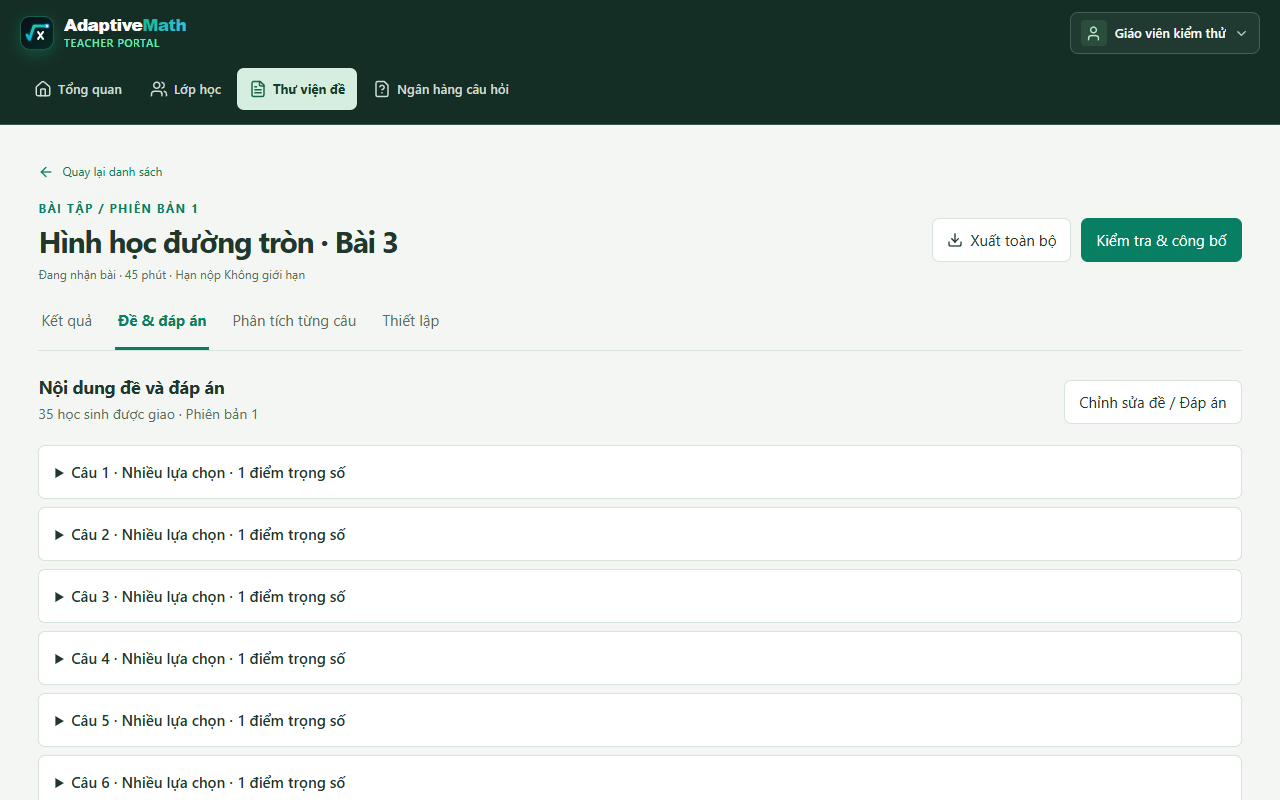 AdaptiveMath
TEACHER PORTAL
Giáo viên kiểm thử
Tổng quan
Lớp học
Thư viện đề
Ngân hàng câu hỏi
Quay lại danh sách
BÀI TẬP / PHIÊN BẢN 1
Hình học đường tròn · Bài 3
Đang nhận bài · 45 phút · Hạn nộp Không giới hạn
Xuất toàn bộ
Kiểm tra & công bố
Kết quả
Đề & đáp án
Phân tích từng câu
Thiết lập
Nội dung đề và đáp án
35 học sinh được giao · Phiên bản 1
Chỉnh sửa đề / Đáp án
Câu 1 · Nhiều lựa chọn · 1 điểm trọng số
Câu 2 · Nhiều lựa chọn · 1 điểm trọng số
Câu 3 · Nhiều lựa chọn · 1 điểm trọng số
Câu 4 · Nhiều lựa chọn · 1 điểm trọng số
Câu 5 · Nhiều lựa chọn · 1 điểm trọng số
Câu 6 · Nhiều lựa chọn · 1 điểm trọng số